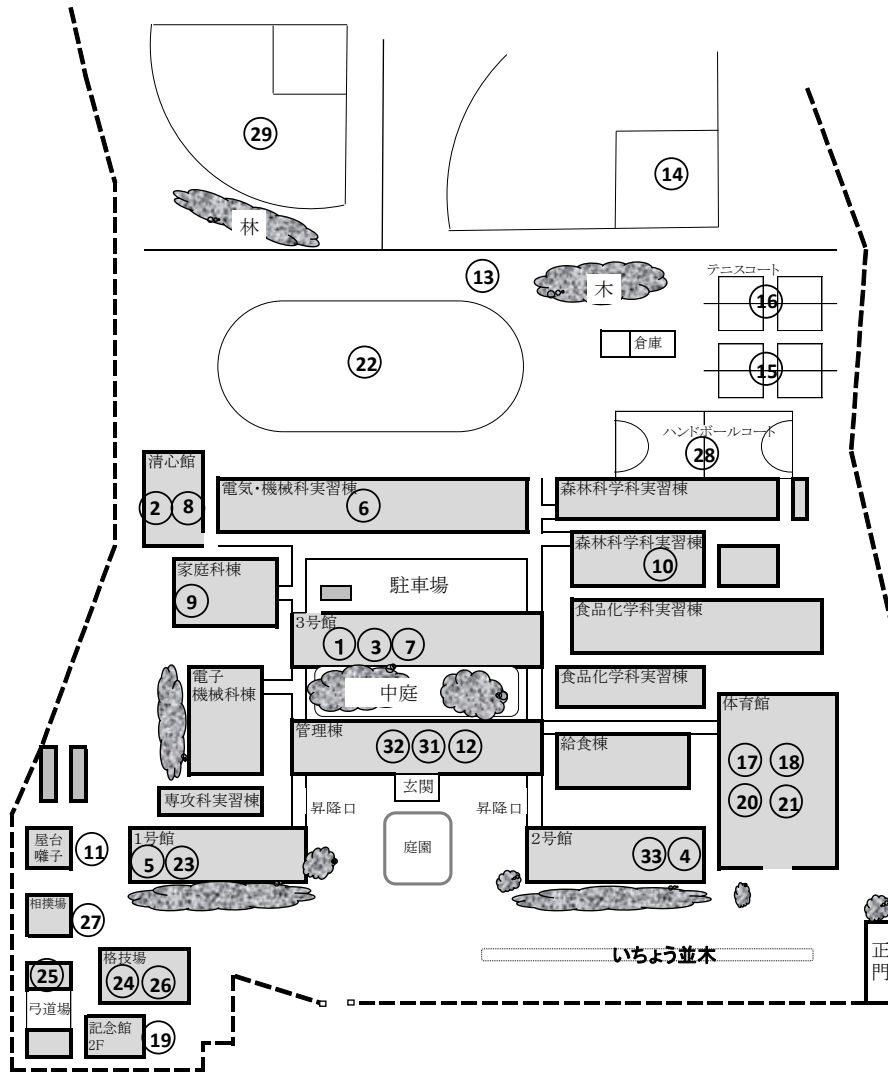 29
14
林
13
木
テニスコート
16
倉庫
22
15
ハンドボールコート
28
清心館
2 8
電気・機械科実習棟
6
森林科学科実習棟
森林科学科実習棟
10
家庭科棟
9
駐車場
食品化学科実習棟
3号館
1 3 7
電子
機械科棟
中庭
食品化学科実習棟
体育館
17 18
20 21
管理棟
32 31 12
給食棟
玄関
専攻科実習棟
昇降口
昇降口
屋台
囃子
11
1号館
5 23
庭園
2号館
33 4
相撲場
27
いちょう並木
正
門
格技場
24 26
25
弓道場
記念館
2F
19